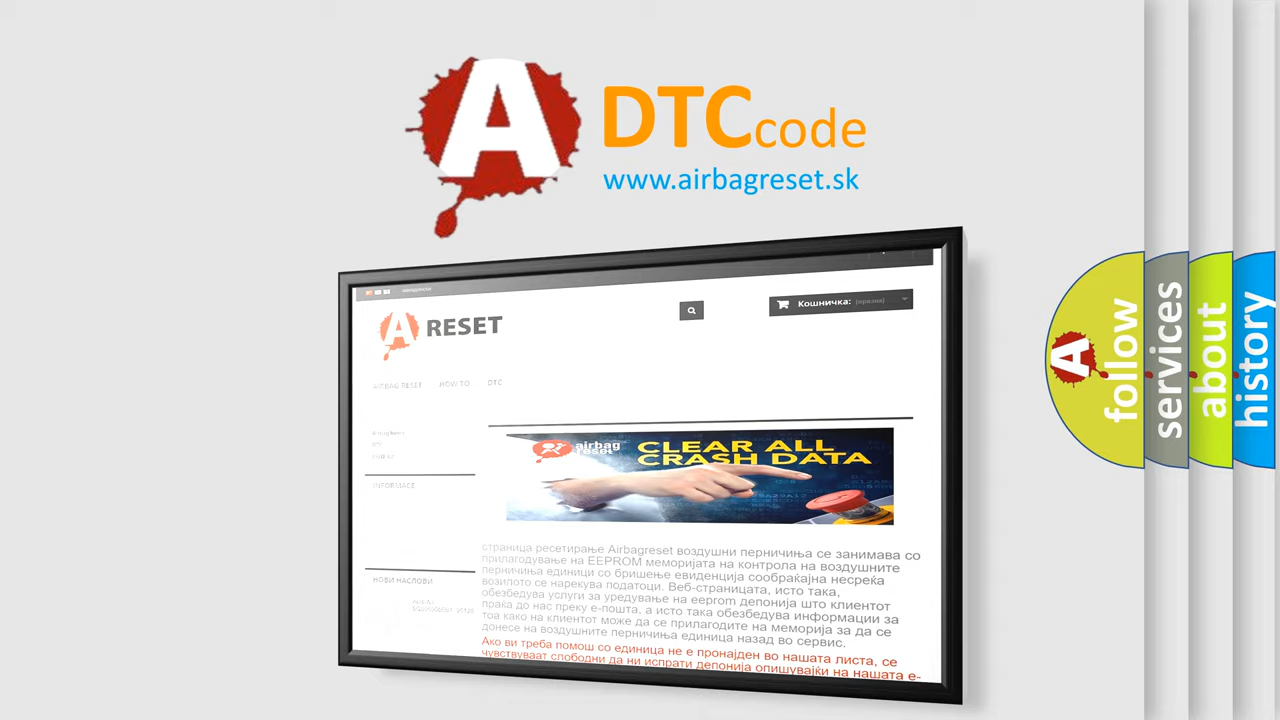 A
DTCcode
www.airbagreset.sk
A RESET
Кошничка: (празна)
AIRBAG RESET HOW TO DTC
airbag
reset
CLEAR ALL
CRASH DATA
INFORMACE
страница ресетирање Airbagreset воздушни перничиња се занимава со
прилагодување на EEPROM меморијата на контрола на воздушните
перничиња единици со бришење евиденција сообраќајна несреќа
возилото се нарекува податоци. Веб-страницата, исто така,
обезбедува услуги за уредување на eeprom депонија што клиентот
праќа до нас преку е-пошта, а исто така обезбедува информации за
тоа како на клиентот може да се прилагодите на меморија за да се
донесе на воздушните перничиња единица назад во сервис.
Ако ви треба помош со единица не е пронајден во нашата листа, се
чувствуваат слободни да ни испрати депонија опишувајќи на нашата е-
НОВИ НАСЛОВИ
A follow
services
about
history